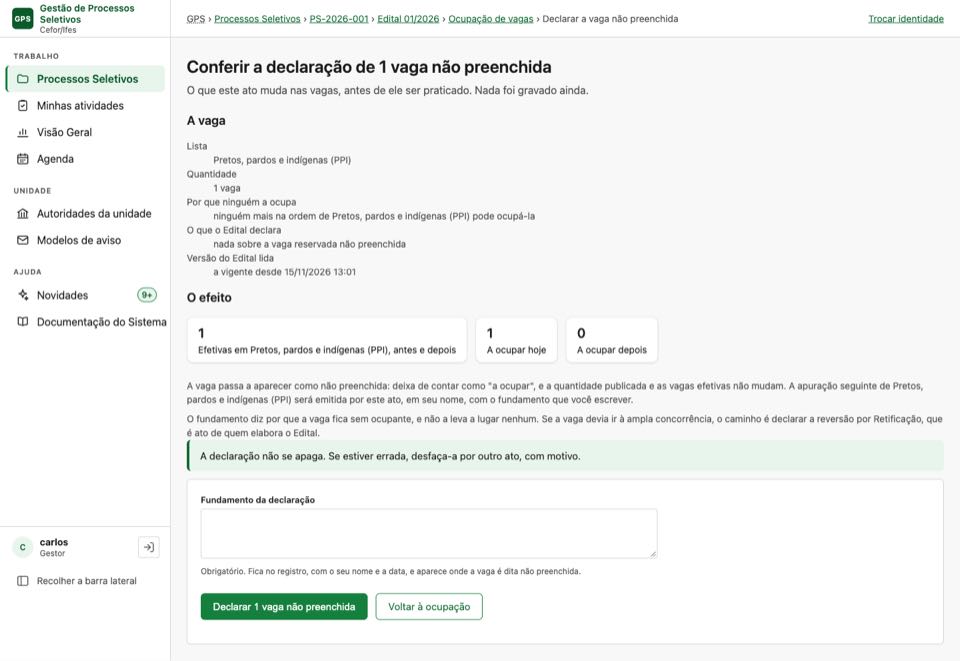 GPS
Gestão de Processos
Seletivos
Cefor/Ifes
GPS › Processos Seletivos › PS-2026-001 › Edital 01/2026 › Ocupação de vagas › Declarar a vaga não preenchida
Trocar identidade
TRABALHO
Processos Seletivos
Minhas atividades
Visão Geral
Agenda
UNIDADE
Autoridades da unidade
Modelos de aviso
AJUDA
Novidades
9+
Documentação do Sistema
C
carlos
Gestor
Recolher a barra lateral
Conferir a declaração de 1 vaga não preenchida
O que este ato muda nas vagas, antes de ele ser praticado. Nada foi gravado ainda.
A vaga
Lista
Pretos, pardos e indígenas (PPI)
Quantidade
1 vaga
Por que ninguém a ocupa
ninguém mais na ordem de Pretos, pardos e indígenas (PPI) pode ocupá-la
O que o Edital declara
nada sobre a vaga reservada não preenchida
Versão do Edital lida
a vigente desde 15/11/2026 13:01
O efeito
1
Efetivas em Pretos, pardos e indígenas (PPI), antes e depois
1
A ocupar hoje
0
A ocupar depois
A vaga passa a aparecer como não preenchida: deixa de contar como "a ocupar", e a quantidade publicada e as vagas efetivas não mudam. A apuração seguinte de Pretos,
pardos e indígenas (PPI) será emitida por este ato, em seu nome, com o fundamento que você escrever.
O fundamento diz por que a vaga fica sem ocupante, e não a leva a lugar nenhum. Se a vaga devia ir à ampla concorrência, o caminho é declarar a reversão por Retificação, que
é ato de quem elabora o Edital.
A declaração não se apaga. Se estiver errada, desfaça-a por outro ato, com motivo.
Fundamento da declaração
Obrigatório. Fica no registro, com o seu nome e a data, e aparece onde a vaga é dita não preenchida.
Declarar 1 vaga não preenchida
Voltar à ocupação